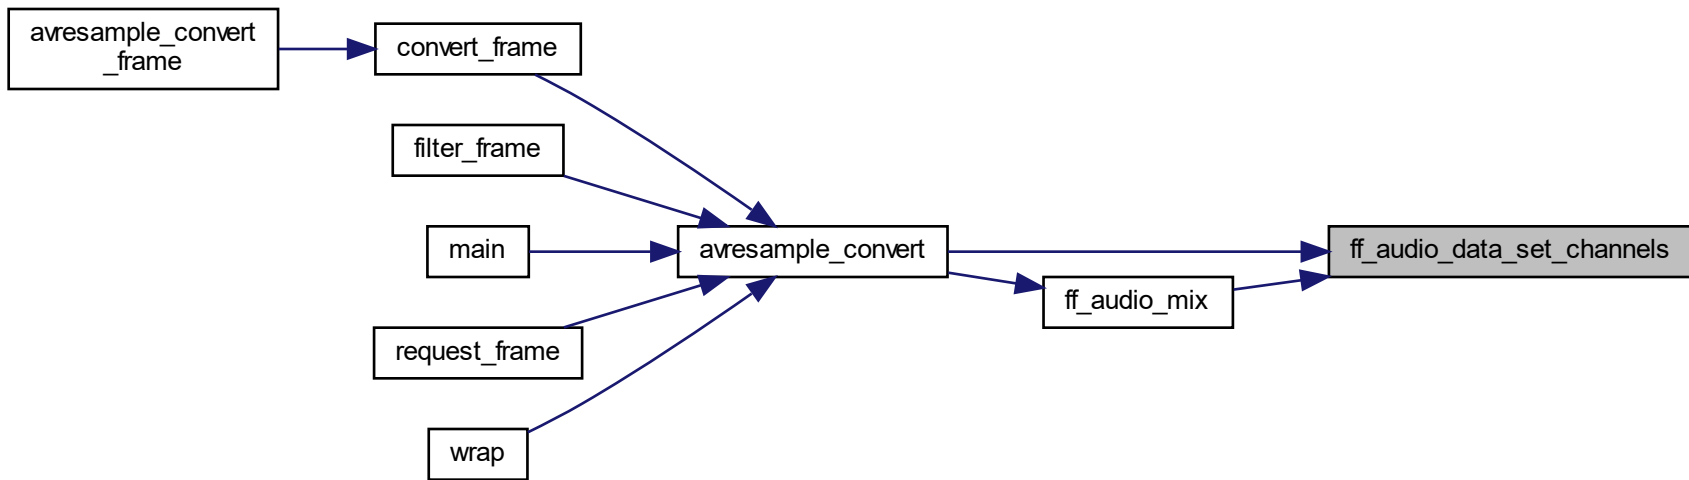 avresample_convert
_frame
convert_frame
filter_frame
main
avresample_convert
ff_audio_data_set_channels
ff_audio_mix
request_frame
wrap